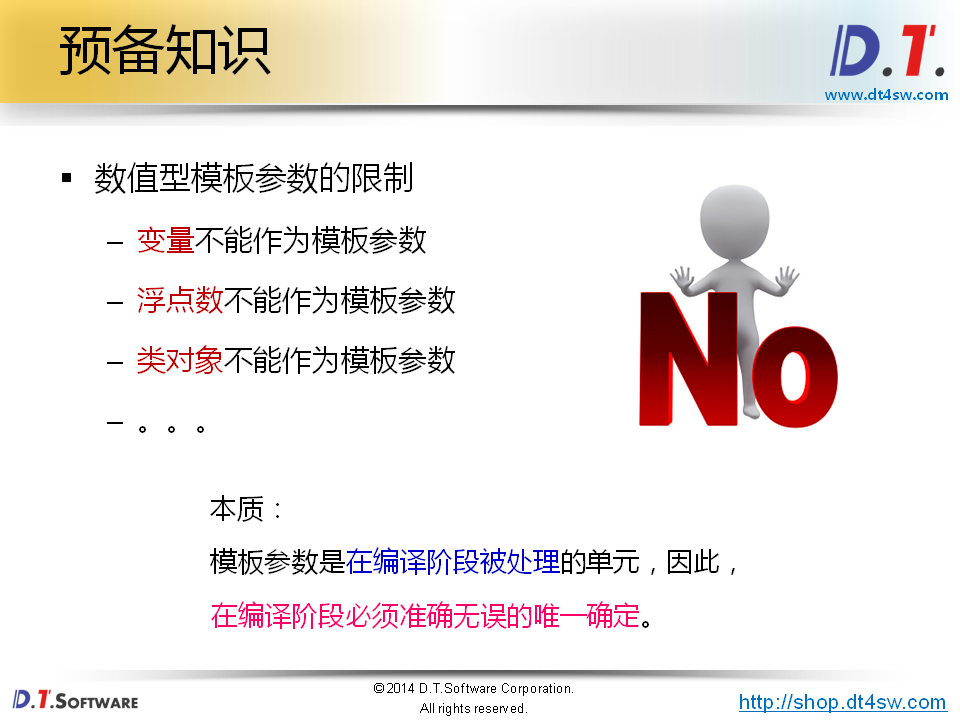 预备知识
D.T.
www.dt4sw.com
▪ 数值型模板参数的限制
– 变量不能作为模板参数
– 浮点数不能作为模板参数
– 类对象不能作为模板参数
– 。。。
No
本质：
模板参数是在编译阶段被处理的单元，因此，
在编译阶段必须准确无误的唯一确定。
D.T.SOFTWARE
©2014 D.T.Software Corporation.
All rights reserved.
http://shop.dt4sw.com